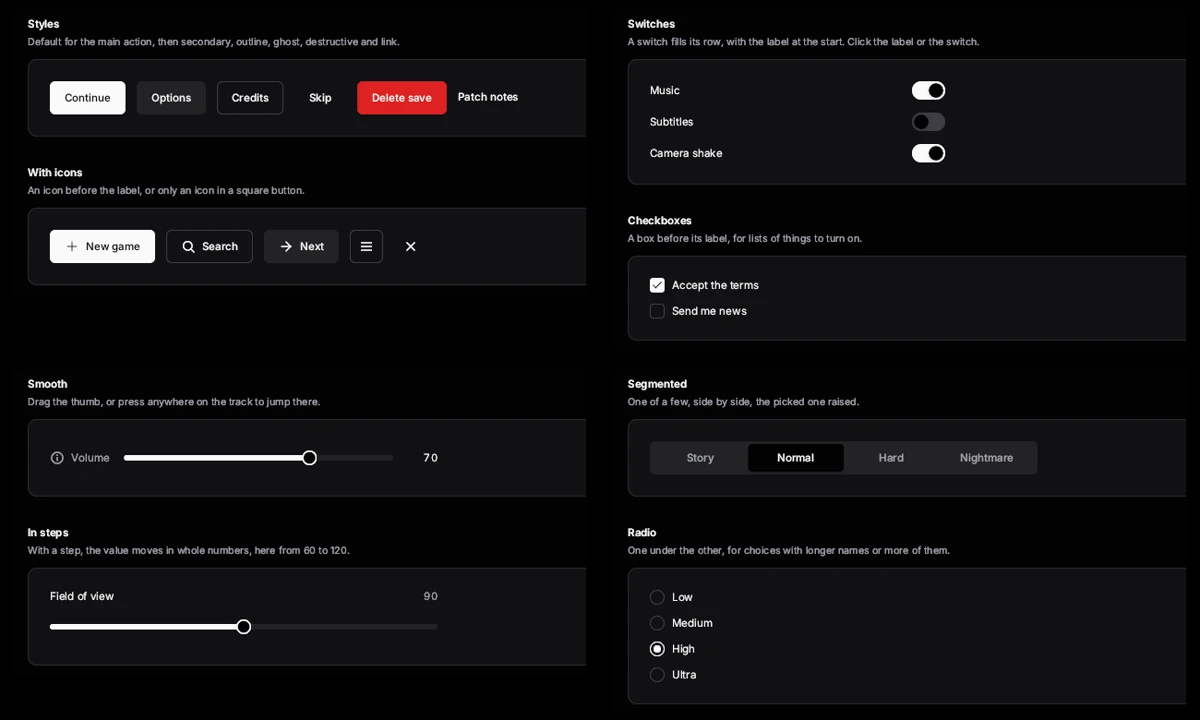 Styles
Default for the main action, then secondary, outline, ghost, destructive and link.
Continue
Options
Credits
Skip
Delete save
Patch notes
With icons
An icon before the label, or only an icon in a square button.
New game
Search
Next
Switches
A switch fills its row, with the label at the start. Click the label or the switch.
Music
Subtitles
Camera shake
Checkboxes
A box before its label, for lists of things to turn on.
Accept the terms
Send me news
Smooth
Drag the thumb, or press anywhere on the track to jump there.
Volume
70
In steps
With a step, the value moves in whole numbers, here from 60 to 120.
Field of view
90
Segmented
One of a few, side by side, the picked one raised.
Story
Normal
Hard
Nightmare
Radio
One under the other, for choices with longer names or more of them.
Low
Medium
High
Ultra